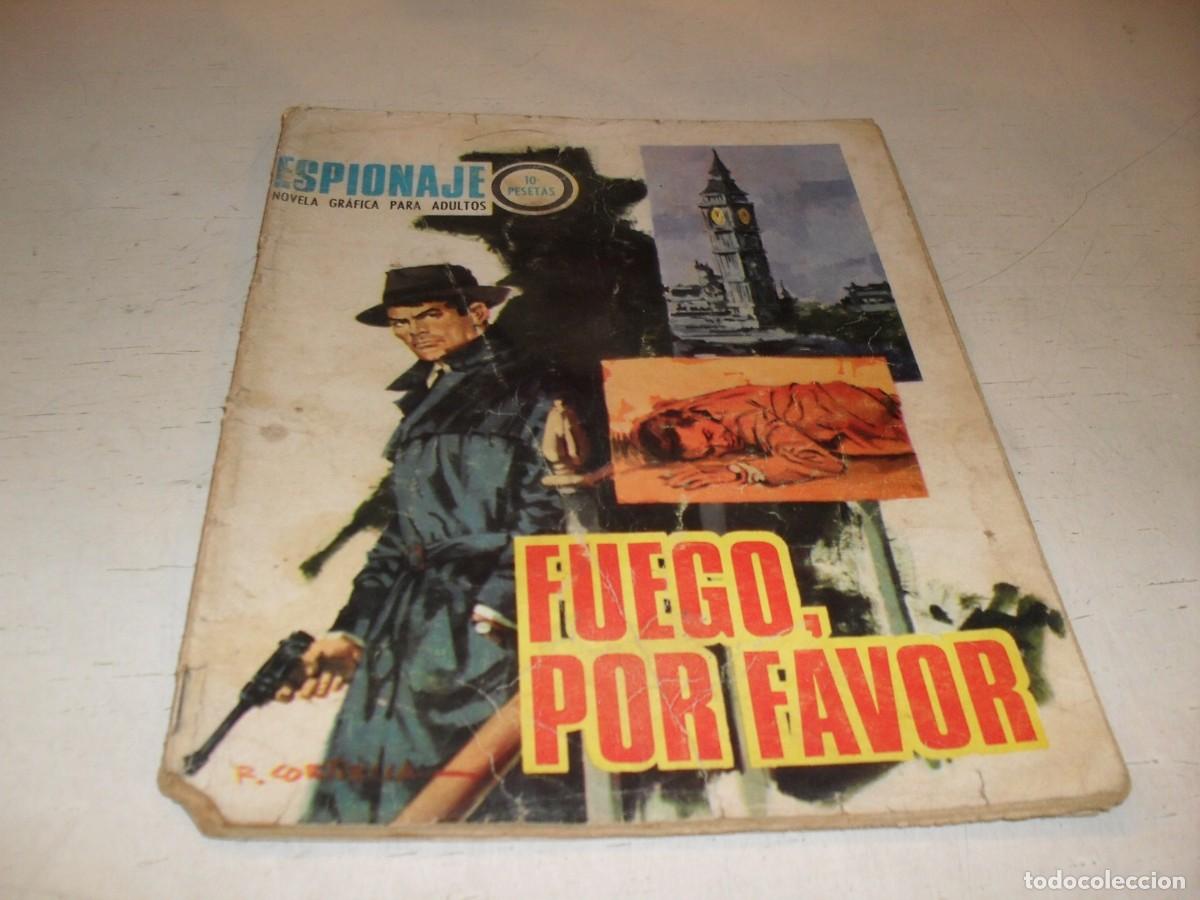 ESPIONAJE
NOVELA GRÁFICA PARA ADULTOS
10
PESETAS
FUEGO,
POR FAVOR
R.
todocoleccion